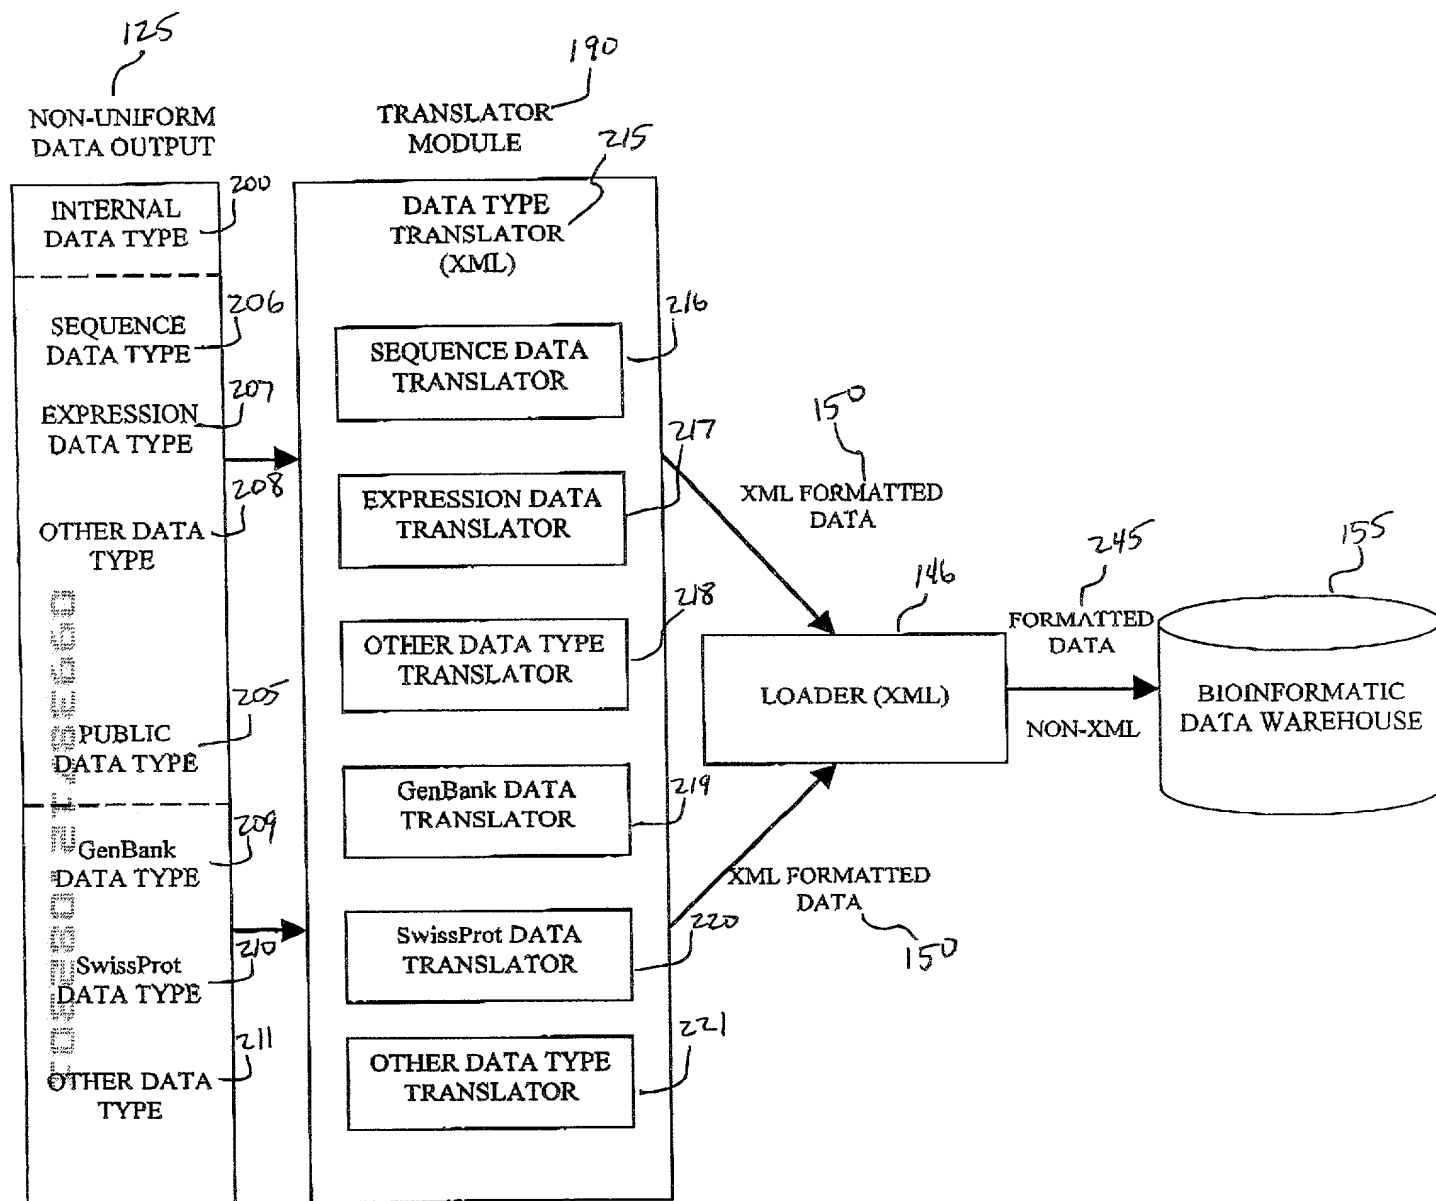 125
NON-UNIFORM
DATA OUTPUT
INTERNAL
DATA TYPE
200
SEQUENCE
DATA TYPE
206
EXPRESSION
DATA TYPE
207
OTHER DATA
TYPE
208
PUBLIC
DATA TYPE
205
GenBank
DATA TYPE
209
SwissProt
DATA TYPE
210
OTHER DATA
TYPE
211
190
TRANSLATOR
MODULE
215
DATA TYPE
TRANSLATOR
(XML)
216
SEQUENCE DATA
TRANSLATOR
217
EXPRESSION DATA
TRANSLATOR
218
OTHER DATA TYPE
TRANSLATOR
219
GenBank DATA
TRANSLATOR
220
SwissProt DATA
TRANSLATOR
221
OTHER DATA TYPE
TRANSLATOR
150
XML FORMATTED
DATA
XML FORMATTED
DATA
150
146
LOADER (XML)
245
FORMATTED
DATA
NON-XML
155
BIOINFORMATIC
DATA WAREHOUSE